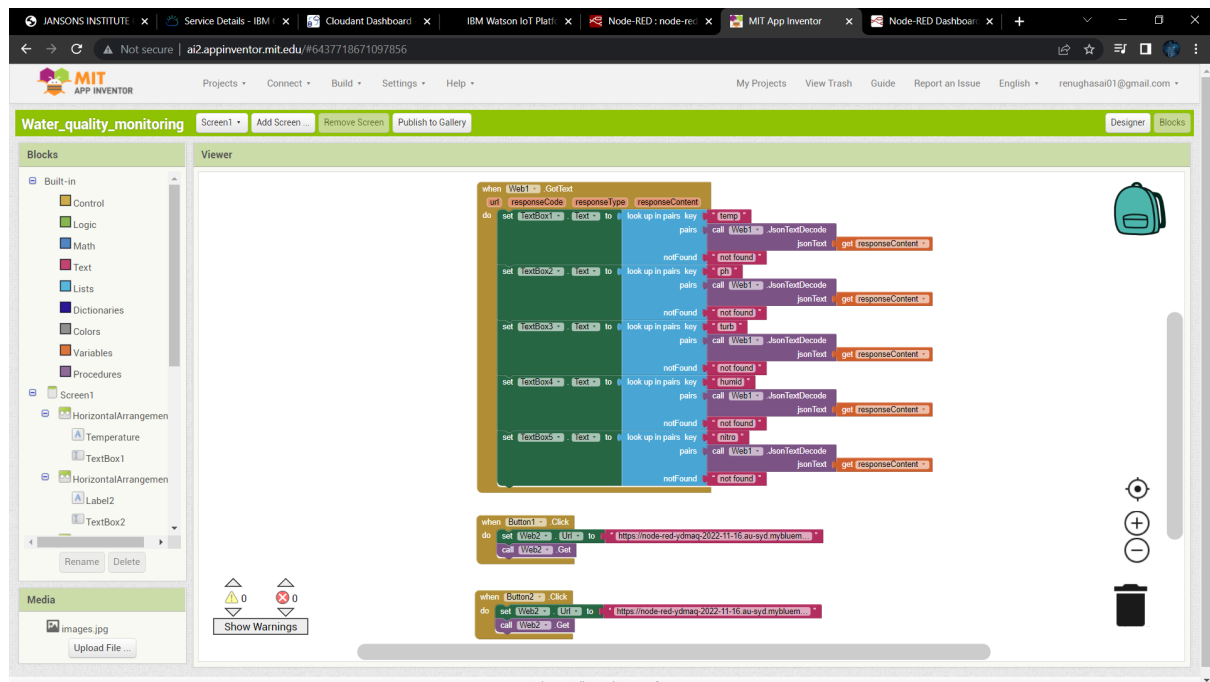 JANSONS INSTITUTE
Service Details - IBM
Cloudant Dashboard
IBM Watson IoT Platfo
Node-RED : node-red
MIT App Inventor
Node-RED Dashboard
Not secure | ai2.appinventor.mit.edu/#6437718671097856
MIT
APP INVENTOR
Projects Connect Build Settings Help
My Projects View Trash Guide Report an Issue English renughasai01@gmail.com
Water_quality_monitoring Screen1 Add Screen ... Remove Screen Publish to Gallery Designer Blocks
Blocks
Built-in
Control
Logic
Math
Text
Lists
Dictionaries
Colors
Variables
Procedures
Screen1
HorizontalArrangemen
Temperature
TextBox1
HorizontalArrangemen
Label2
TextBox2
Rename Delete
Media
images.jpg
Upload File ...
Viewer
when Web1 .GotText
url responseCode responseType responseContent
do set TextBox1 . Text to look up in pairs key " temp "
pairs call Web1 .JsonTextDecode
jsonText get responseContent
notFound " not found "
set TextBox2 . Text to look up in pairs key " ph "
pairs call Web1 .JsonTextDecode
jsonText get responseContent
notFound " not found "
set TextBox3 . Text to look up in pairs key " turb "
pairs call Web1 .JsonTextDecode
jsonText get responseContent
notFound " not found "
set TextBox4 . Text to look up in pairs key " humid "
pairs call Web1 .JsonTextDecode
jsonText get responseContent
notFound " not found "
set TextBox5 . Text to look up in pairs key " nitro "
pairs call Web1 .JsonTextDecode
jsonText get responseContent
notFound " not found "
when Button1 .Click
do set Web2 . Url to " https://node-red-ydmaq-2022-11-16.au-syd.mybluem... "
call Web2 .Get
when Button2 .Click
do set Web2 . Url to " https://node-red-ydmaq-2022-11-16.au-syd.mybluem... "
call Web2 .Get
0 0
Show Warnings